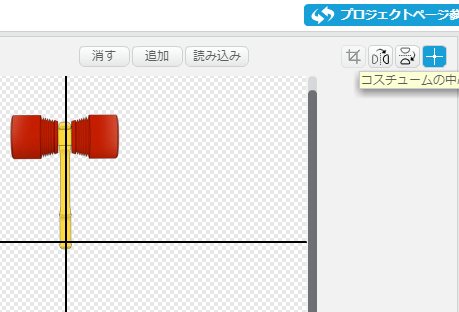 プロジェクトページ参
消す 追加 読み込み
コスチュームの中心